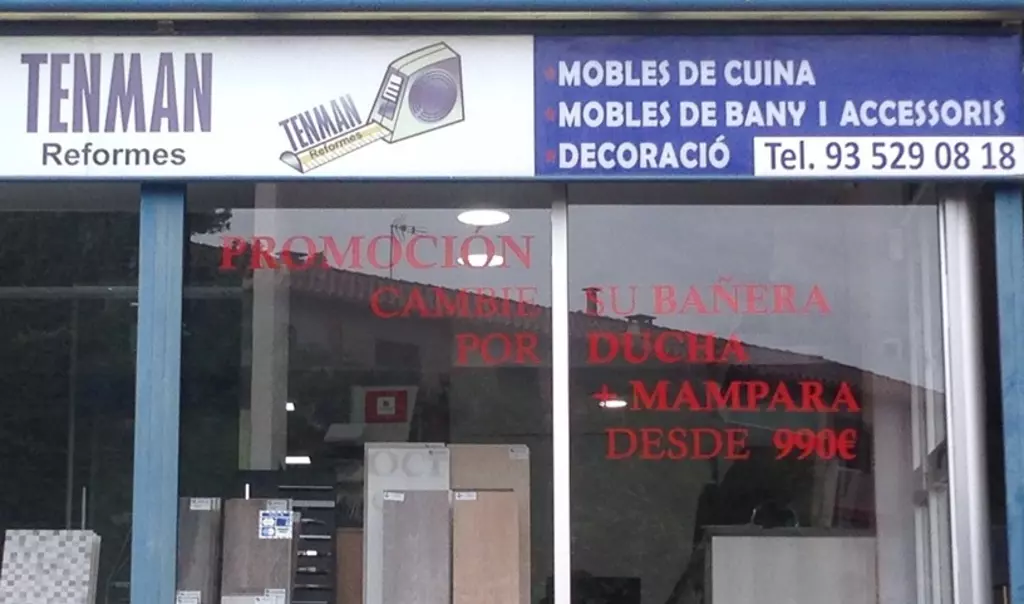 TENMAN
Reformes
TENMAN
Reformes
MOBLES DE CUINA
MOBLES DE BANY I ACCESSORIS
DECORACIÓ
Tel. 93 529 08 18
PROMOCIÓN
CAMBIE SU BAÑERA
POR DUCHA
+ MAMPARA
DESDE 990€